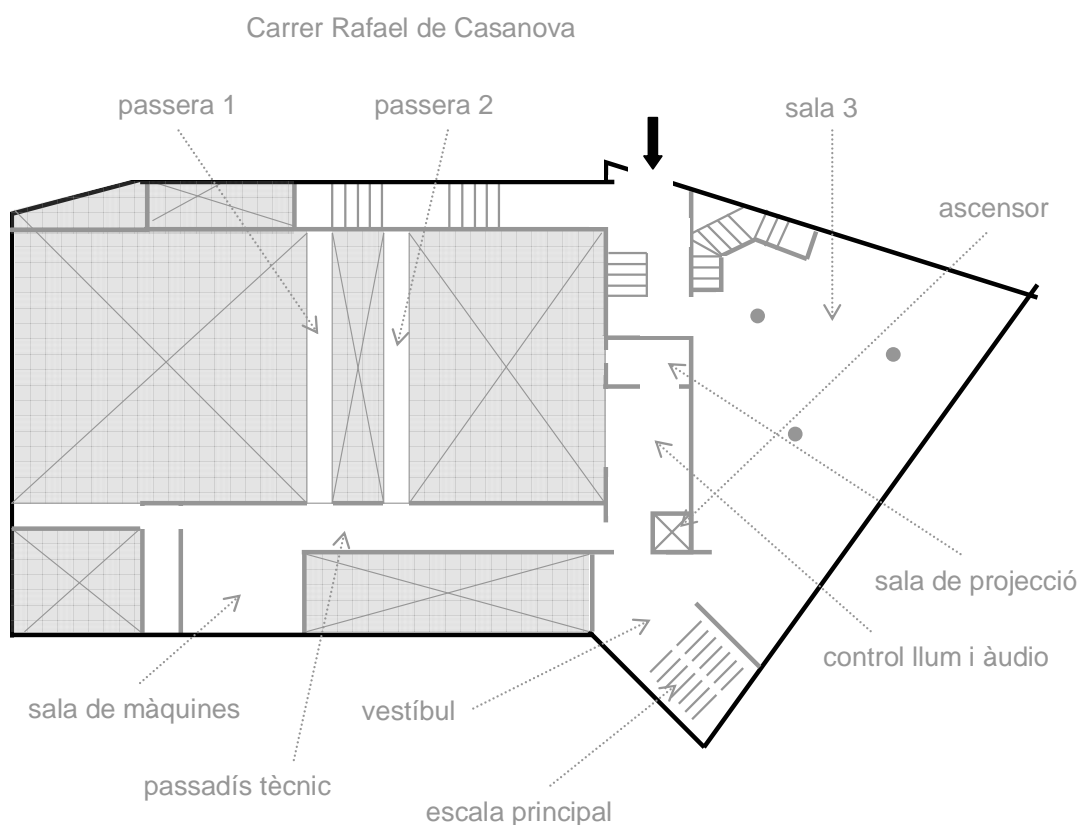 Carrer Rafael de Casanova
passera 1
passera 2
sala 3
ascensor
sala de projecció
control llum i àudio
sala de màquines
vestíbul
passadís tècnic
escala principal